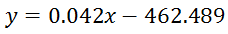 y = 0.042x − 462.489